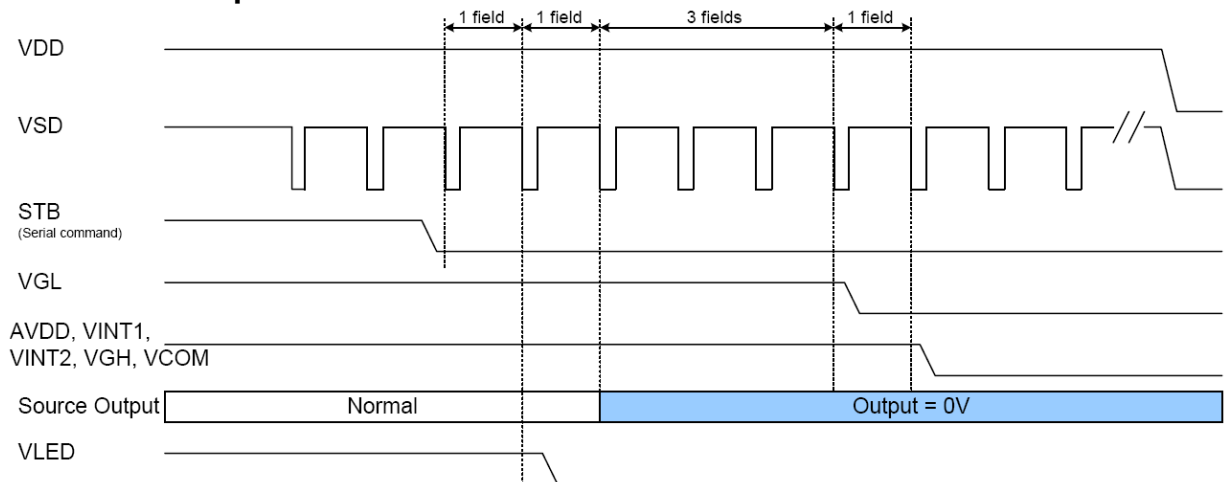 1 field 1 field 3 fields 1 field
VDD
VSD
STB
(Serial command)
VGL
AVDD, VINT1,
VINT2, VGH, VCOM
Source Output Normal Output = 0V
VLED